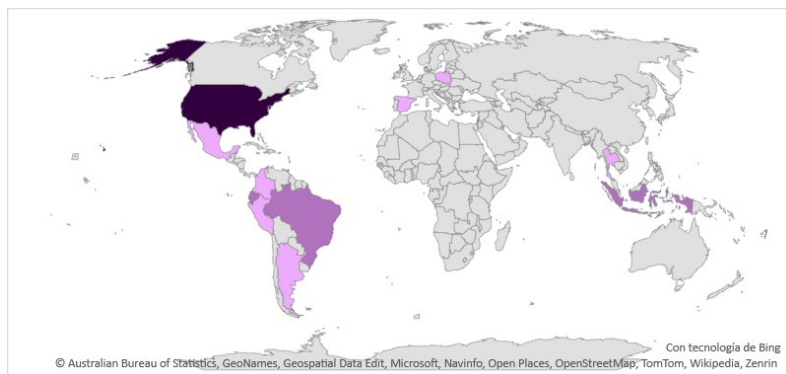 Con tecnología de Bing
© Australian Bureau of Statistics, GeoNames, Geospatial Data Edit, Microsoft, Navinfo, Open Places, OpenStreetMap, TomTom, Wikipedia, Zenrin